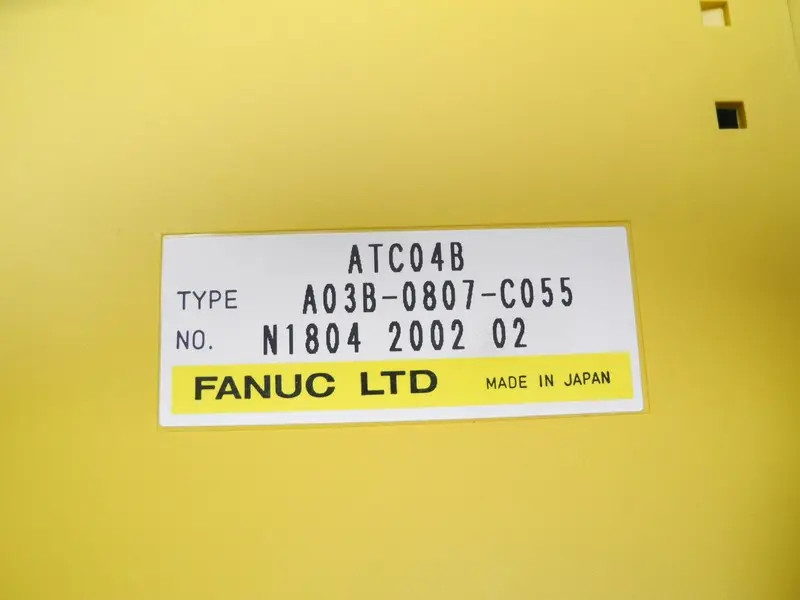 ATC04B
TYPE A03B-0807-C055
NO. N1804 2002 02
FANUC LTD MADE IN JAPAN